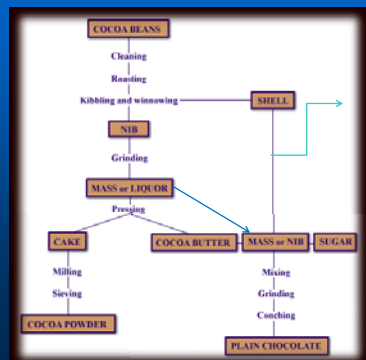 COCOA BEANS
Cleaning
Roasting
Kibbling and winnowing
SHELL
NIB
Grinding
MASS or LIQUOR
Pressing
CAKE
COCOA BUTTER
MASS or NIB
SUGAR
Milling
Mixing
Sieving
Grinding
Conching
COCOA POWDER
PLAIN CHOCOLATE